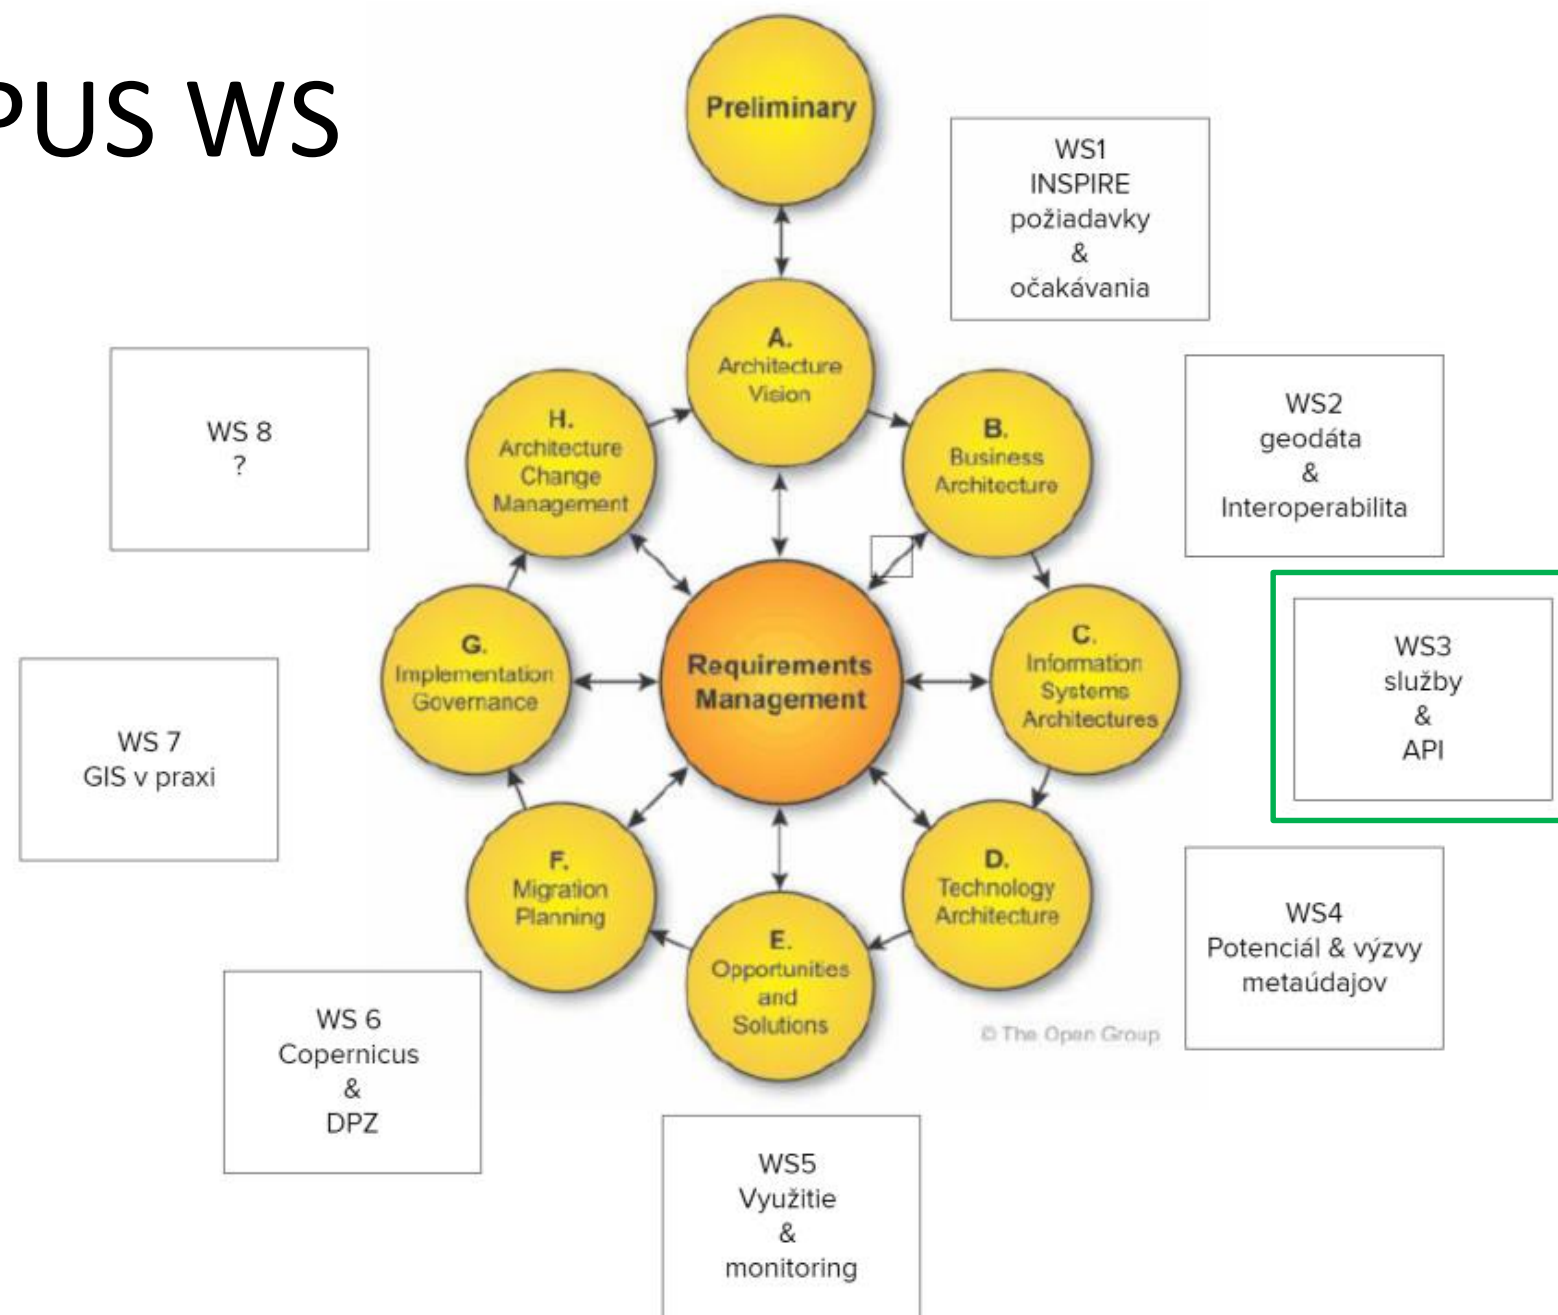 PUS WS
Preliminary
WS1
INSPIRE
požiadavky
&
očakávania
A.
Architecture
Vision
WS 8
?
H.
Architecture
Change
Management
B.
Business
Architecture
WS2
geodáta
&
Interoperabilita
G.
Implementation
Governance
Requirements
Management
C.
Information
Systems
Architectures
WS3
služby
&
API
WS 7
GIS v praxi
F.
Migration
Planning
D.
Technology
Architecture
WS4
Potenciál & výzvy
metaúdajov
E.
Opportunities
and
Solutions
© The Open Group
WS 6
Copernicus
&
DPZ
WS5
Využitie
&
monitoring